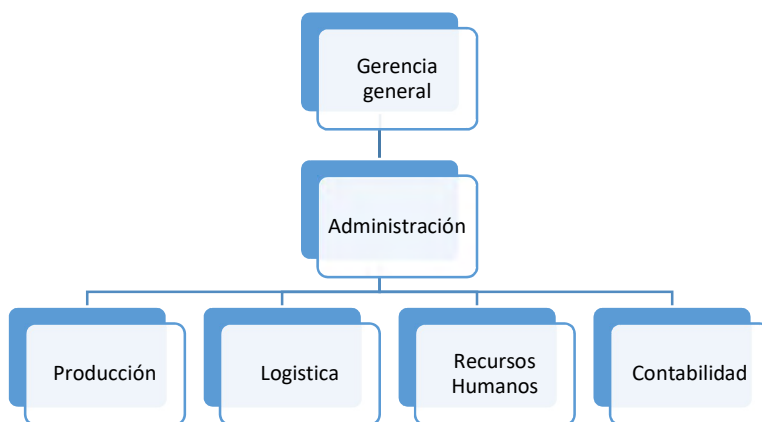 Gerencia
general
Administración
Producción
Logistica
Recursos
Humanos
Contabilidad